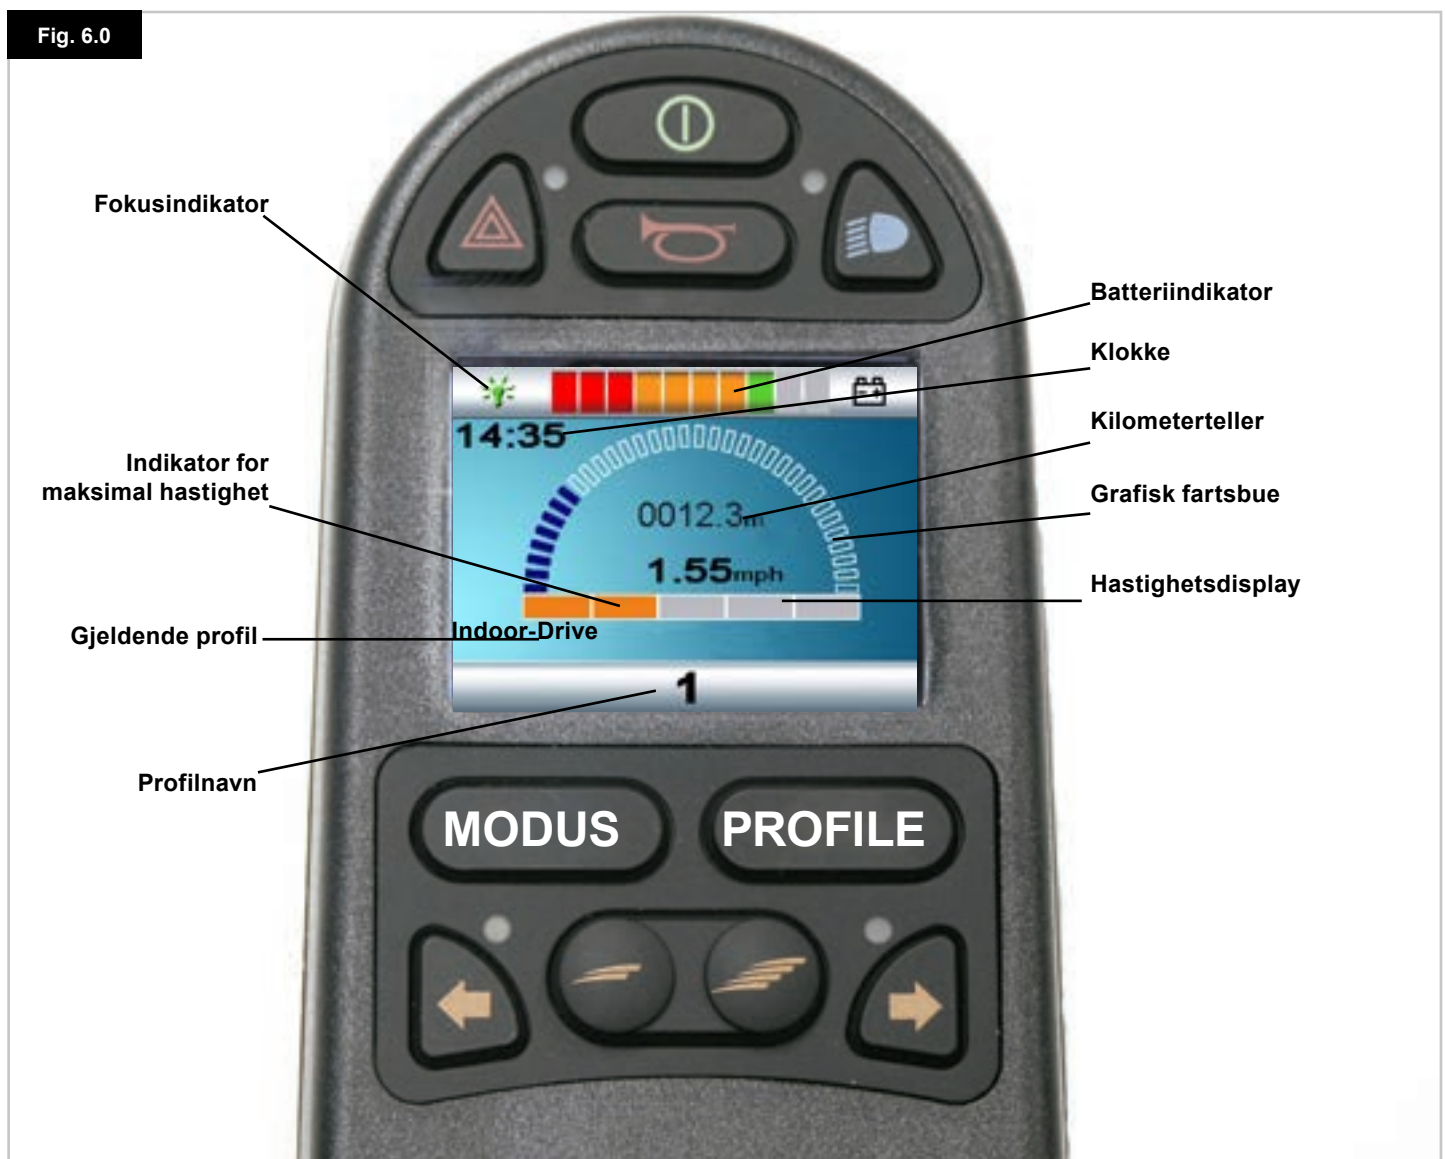 Fig. 6.0
Fokusindikator
Batteriindikator
Klokke
Kilometerteller
Indikator for
maksimal hastighet
Grafisk fartsbue
Hastighetsdisplay
Gjeldende profil
Profilnavn
14:35
0012.3m
1.55mph
Indoor-Drive
1
MODUS
PROFILE